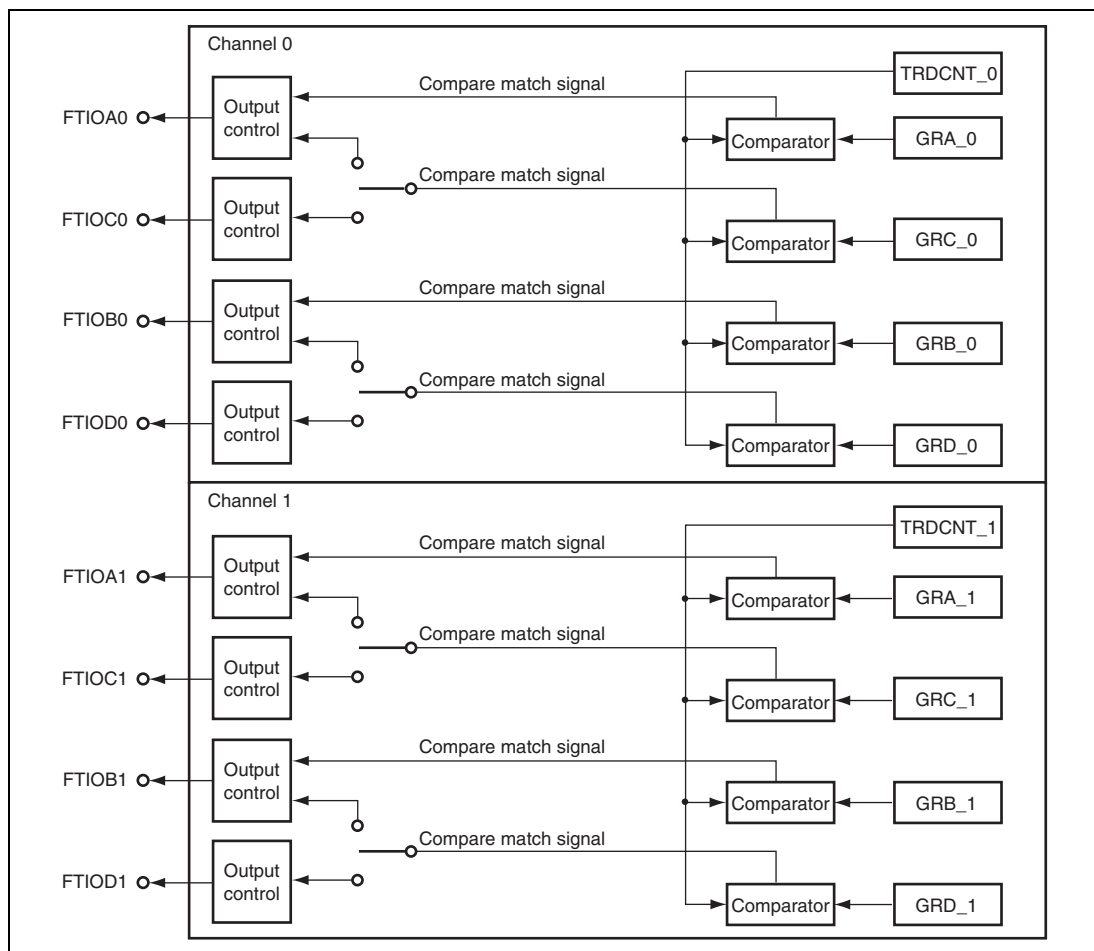 Channel 0
TRDCNT_0
Compare match signal
Output
control
FTIOA0
Comparator
GRA_0
Compare match signal
Output
control
FTIOC0
Comparator
GRC_0
Compare match signal
Output
control
FTIOB0
Comparator
GRB_0
Compare match signal
Output
control
FTIOD0
Comparator
GRD_0
Channel 1
TRDCNT_1
Compare match signal
Output
control
FTIOA1
Comparator
GRA_1
Compare match signal
Output
control
FTIOC1
Comparator
GRC_1
Compare match signal
Output
control
FTIOB1
Comparator
GRB_1
Compare match signal
Output
control
FTIOD1
Comparator
GRD_1